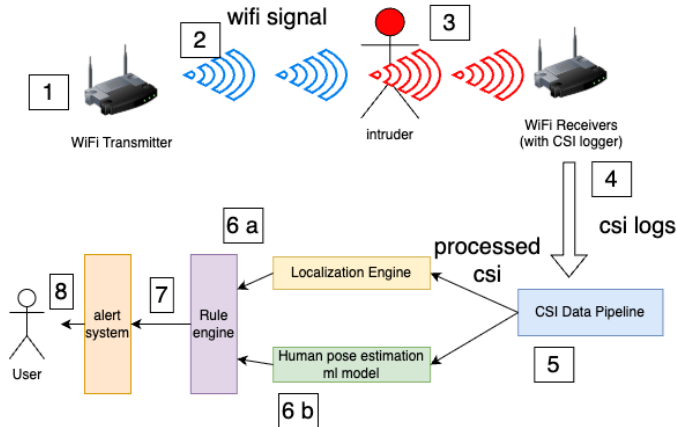 wifi signal
1
2
3
WiFi Transmitter
intruder
WiFi Receivers
(with CSI logger)
4
csi logs
processed
csi
6 a
Localization Engine
CSI Data Pipeline
5
Human pose estimation
ml model
6 b
Rule
engine
7
alert
system
8
User